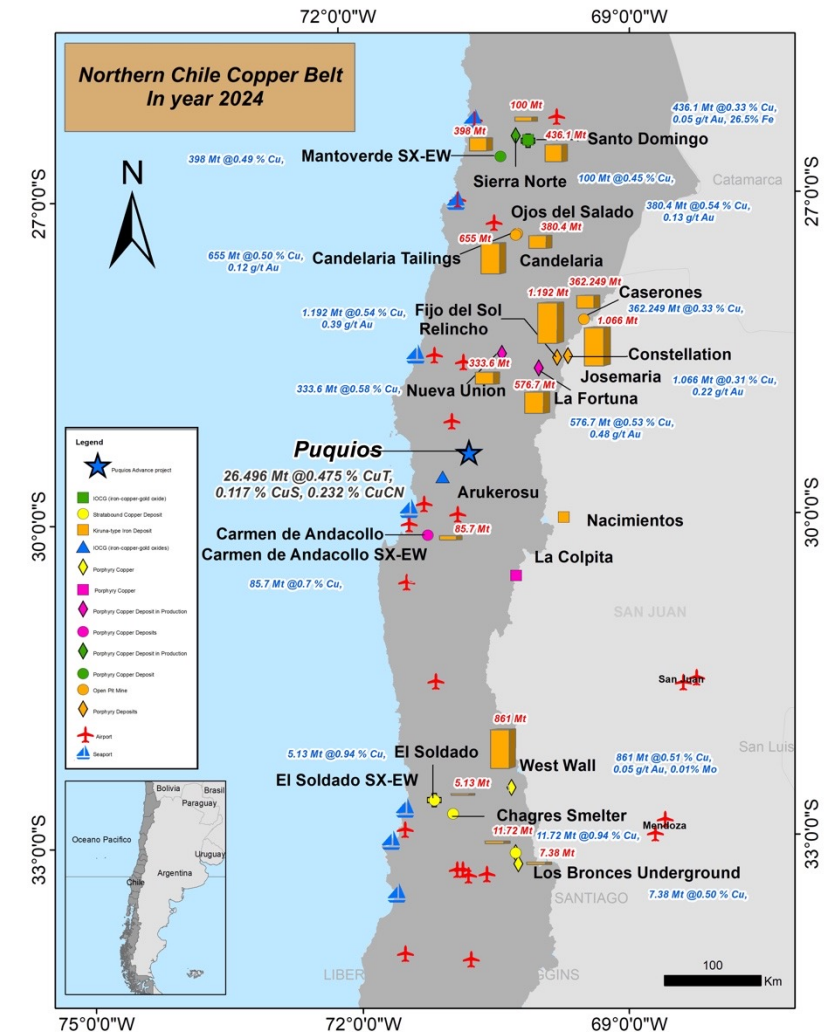 72°0'0"W
69°0'0"W
Northern Chile Copper Belt
In year 2024
N
27°0'0"S
30°0'0"S
33°0'0"S
27°0'0"S
30°0'0"S
33°0'0"S
100 Mt
436.1 Mt @0.33 % Cu,
0.05 g/t Au, 26.5% Fe
398 Mt
436.1 Mt
Santo Domingo
398 Mt @0.49 % Cu,
Mantoverde SX-EW
Sierra Norte
100 Mt @0.45 % Cu,
Catamarca
Ojos del Salado
380.4 Mt @0.54 % Cu,
0.13 g/t Au
380.4 Mt
655 Mt
655 Mt @0.50 % Cu,
0.12 g/t Au
Candelaria Tailings
Candelaria
362.249 Mt
1.192 Mt
Caserones
362.249 Mt @0.33 % Cu,
1.192 Mt @0.54 % Cu,
0.39 g/t Au
Fijo del Sol
Relincho
1.066 Mt
Constellation
333.6 Mt
Josemaria
1.066 Mt @0.31 % Cu,
0.22 g/t Au
333.6 Mt @0.58 % Cu,
Nueva Union
576.7 Mt
La Fortuna
576.7 Mt @0.53 % Cu,
0.48 g/t Au
Puquios
26.496 Mt @0.475 % CuT,
0.117 % CuS, 0.232 % CuCN
Arukerosu
Nacimientos
Carmen de Andacollo
85.7 Mt
Carmen de Andacollo SX-EW
La Colpita
85.7 Mt @0.7 % Cu,
SAN JUAN
San Juan
861 Mt
San Luis
5.13 Mt @0.94 % Cu,
El Soldado
861 Mt @0.51 % Cu,
0.05 g/t Au, 0.01% Mo
West Wall
El Soldado SX-EW
5.13 Mt
Chagres Smelter
Mendoza
11.72 Mt
11.72 Mt @0.94 % Cu,
7.38 Mt
Los Bronces Underground
7.38 Mt @0.50 % Cu,
SANTIAGO
LIBER
GGINS
100
Km
Legend
Puquios Advance project
IOCG (iron-copper-gold oxide)
Stratabound Copper Deposit
Kiruna-type Iron Deposit
IOCG (iron-copper-gold oxides)
Porphyry Copper
Porphyry Copper
Porphyry Copper Deposit in Production
Porphyry Copper Deposits
Porphyry Copper Deposit in Production
Porphyry Copper Deposit
Open Pit Mine
Porphyry Deposits
Airport
Seaport
Bolivia
Brasil
Paraguay
Oceano Pacifico
Uruguay
Argentina
Chile
75°0'0"W
72°0'0"W
69°0'0"W